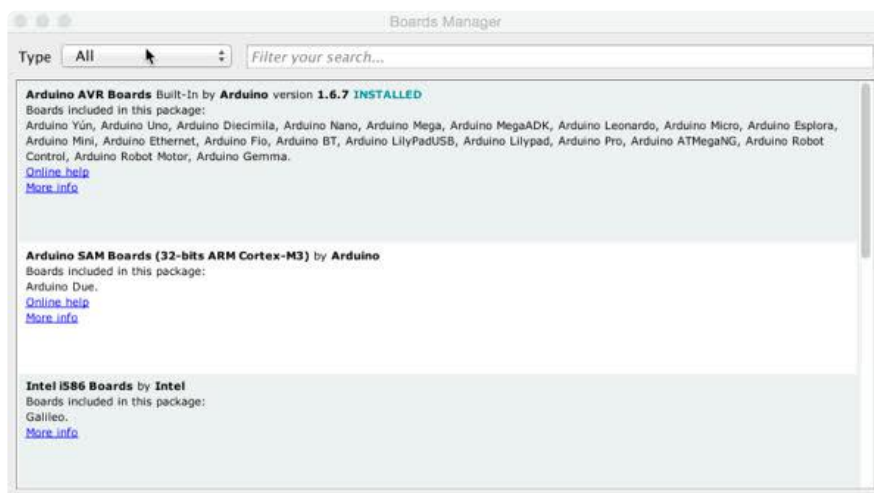 Boards Manager
Type All Filter your search...
Arduino AVR Boards Built-In by Arduino version 1.6.7 INSTALLED
Boards included in this package:
Arduino Yún, Arduino Uno, Arduino Diecimila, Arduino Nano, Arduino Mega, Arduino MegaADK, Arduino Leonardo, Arduino Micro, Arduino Esplora,
Arduino Mini, Arduino Ethernet, Arduino Fio, Arduino BT, Arduino LilyPadUSB, Arduino Lilypad, Arduino Pro, Arduino ATMegaNG, Arduino Robot
Control, Arduino Robot Motor, Arduino Gemma.
Online help
More info
Arduino SAM Boards (32-bits ARM Cortex-M3) by Arduino
Boards included in this package:
Arduino Due.
Online help
More info
Intel i586 Boards by Intel
Boards included in this package:
Galileo.
More info